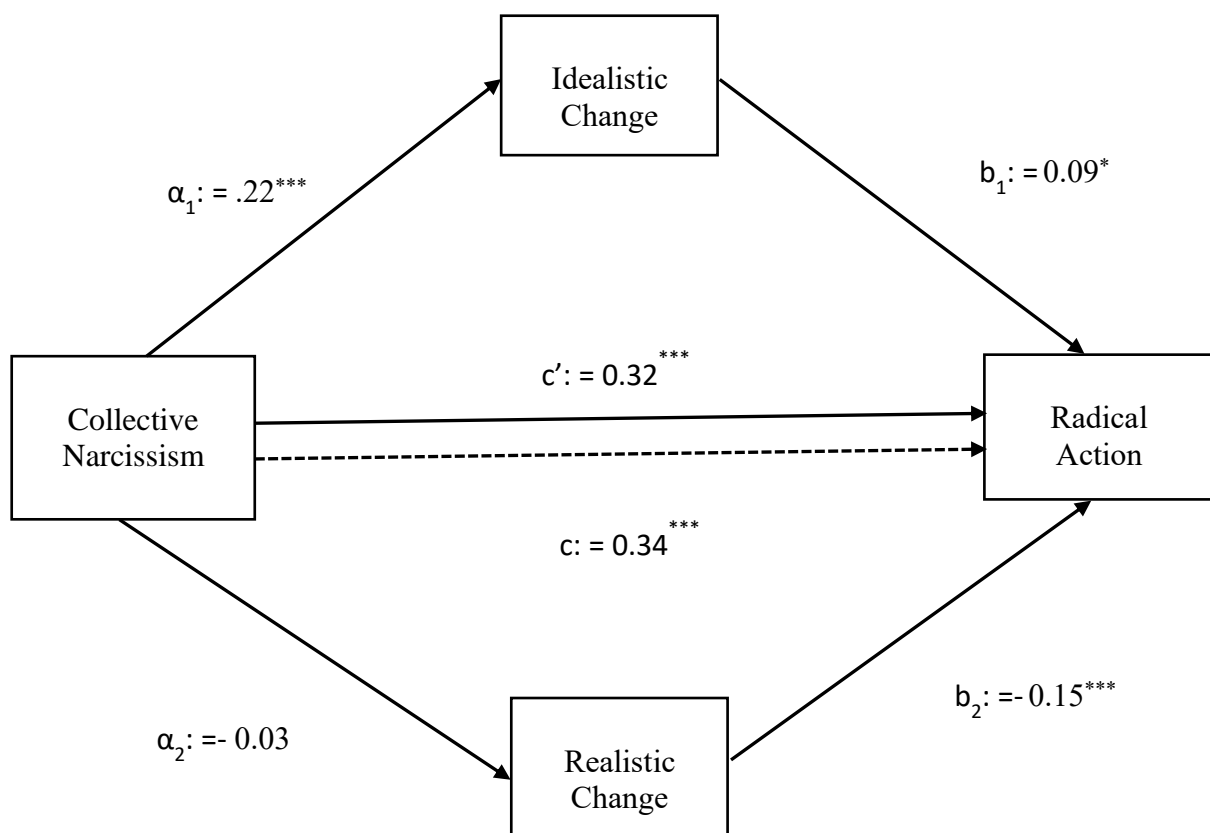 Idealistic
Change
α₁: = .22***
b₁: = 0.09*
c’: = 0.32***
Collective
Narcissism
Radical
Action
c: = 0.34***
α₂: =- 0.03
b₂: =- 0.15***
Realistic
Change